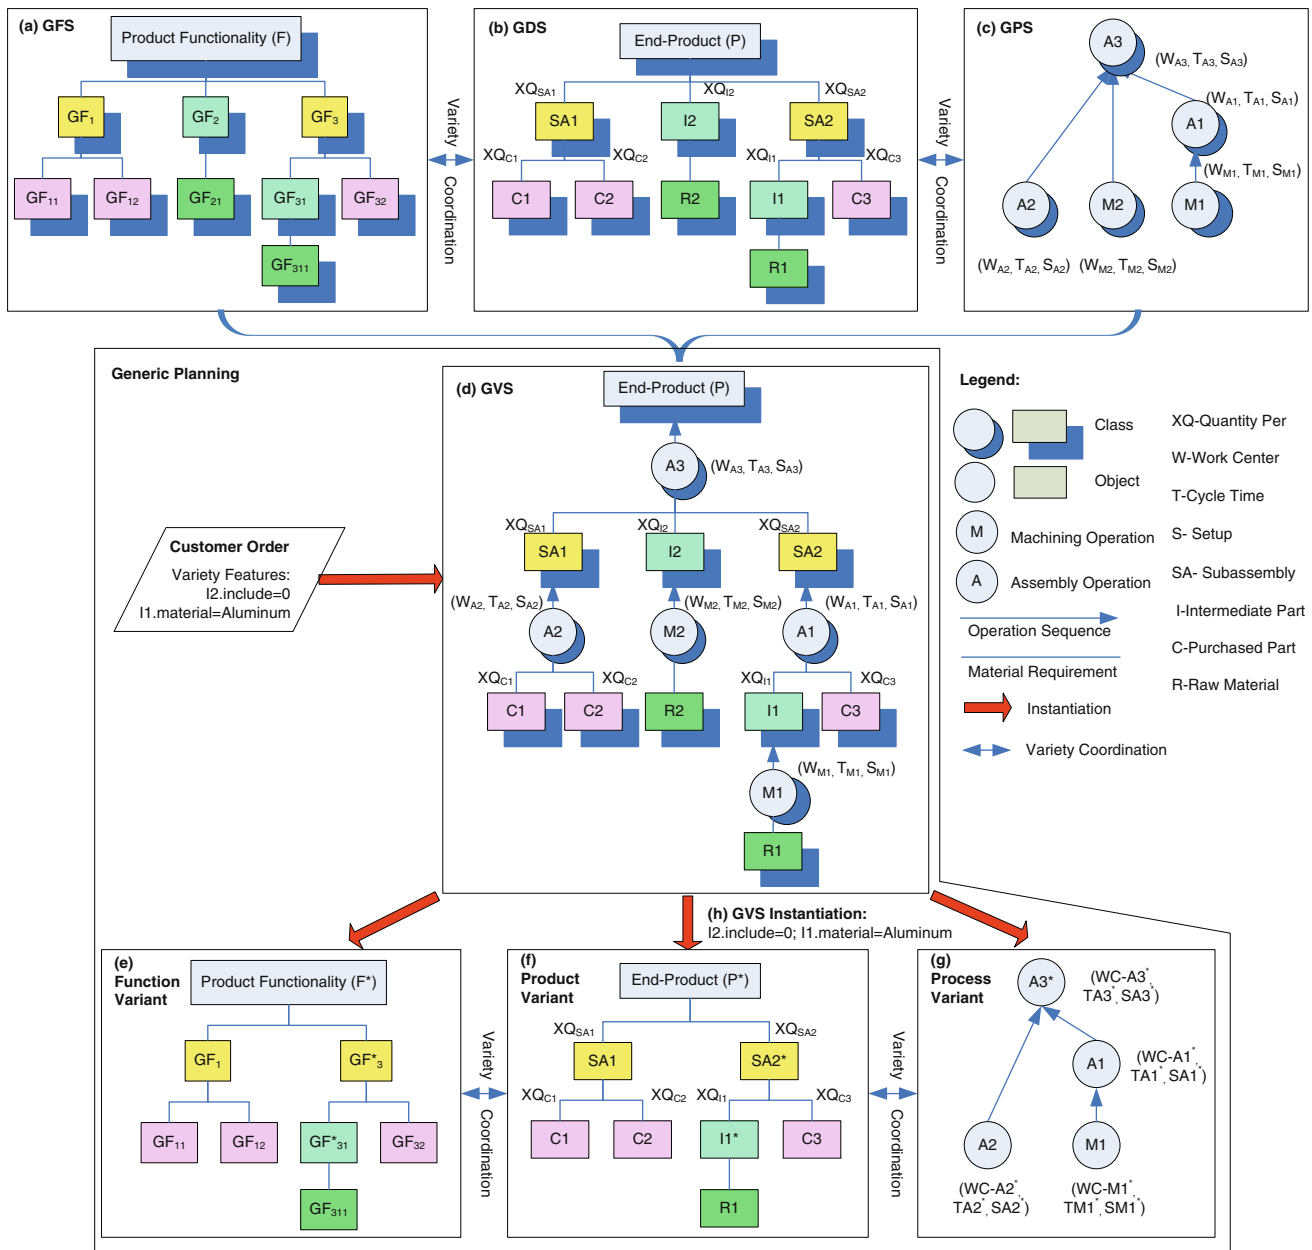 (a) GFS
Product Functionality (F)
GF1
GF2
GF3
GF11
GF12
GF21
GF31
GF32
GF311
Variety
Coordination
(b) GDS
End-Product (P)
XQSA1
XQI2
XQSA2
SA1
I2
SA2
XQC1
XQC2
XQI1
XQC3
C1
C2
R2
I1
C3
R1
Variety
Coordination
(c) GPS
A3
(WA3, TA3, SA3)
(WA1, TA1, SA1)
A1
(WM1, TM1, SM1)
A2
M2
M1
(WA2, TA2, SA2)
(WM2, TM2, SM2)
Generic Planning
Customer Order
Variety Features:
I2.include=0
I1.material=Aluminum
(d) GVS
End-Product (P)
A3
(WA3, TA3, SA3)
XQSA1
XQI2
XQSA2
SA1
I2
SA2
(WA2, TA2, SA2)
(WM2, TM2, SM2)
(WA1, TA1, SA1)
A2
M2
A1
XQC1
XQC2
XQI1
XQC3
C1
C2
R2
I1
C3
(WM1, TM1, SM1)
M1
R1
Legend:
Class
Object
M
Machining Operation
A
Assembly Operation
Operation Sequence
Material Requirement
Instantiation
Variety Coordination
XQ-Quantity Per
W-Work Center
T-Cycle Time
S- Setup
SA- Subassembly
I-Intermediate Part
C-Purchased Part
R-Raw Material
(h) GVS Instantiation:
I2.include=0; I1.material=Aluminum
(e)
Function
Variant
Product Functionality (F*)
GF1
GF*3
GF11
GF12
GF*31
GF32
GF311
Variety
Coordination
(f)
Product
Variant
End-Product (P*)
XQSA1
XQSA2
SA1
SA2*
XQC1
XQC2
XQI1
XQC3
C1
C2
I1*
C3
R1
Variety
Coordination
(g)
Process
Variant
A3*
(WC-A3*,
TA3*, SA3*)
A1
(WC-A1*,
TA1*, SA1*)
A2
M1
(WC-A2*,
TA2*, SA2*)
(WC-M1*,
TM1*, SM1*)